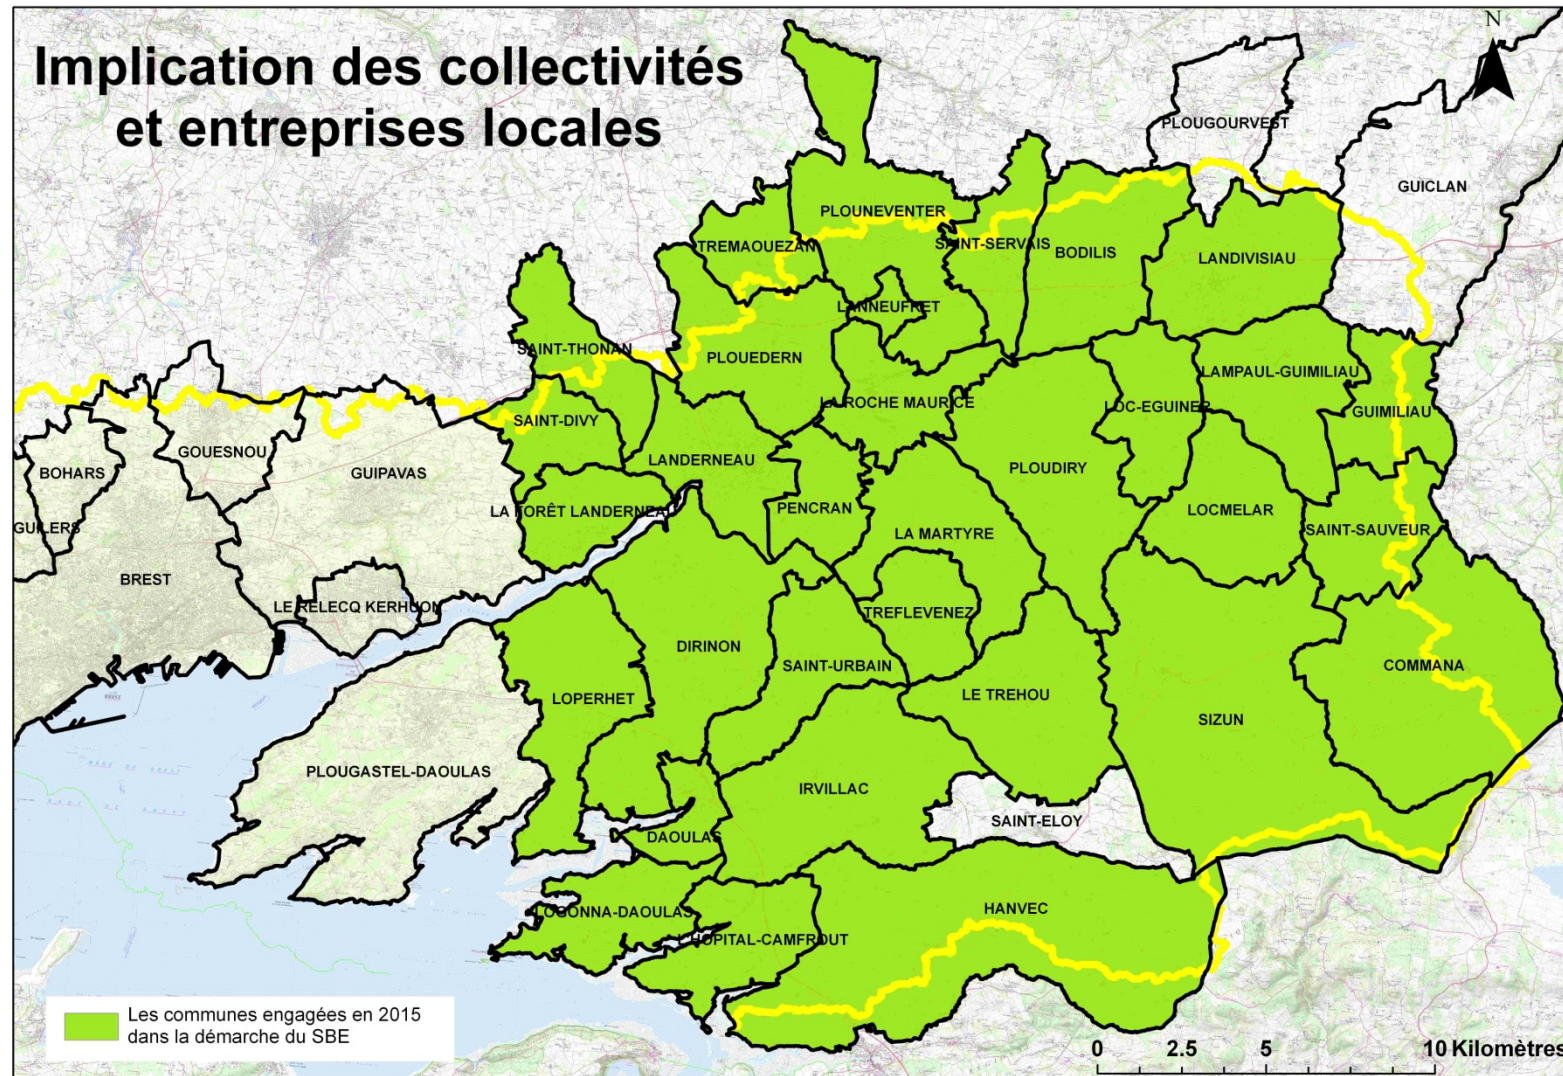 Implication des collectivités
et entreprises locales
N
PLOUGOURVEST
GUICLAN
PLOUNEVENTER
TREMAOUEZAN
SAINT-SERVAIS
BODILIS
LANDIVISIAU
LANNEUFRET
SAINT-THONAN
PLOUEDERN
LAMPAUL-GUIMILIAU
LA ROCHE MAURICE
LOC-EGUINER
GUIMILIAU
SAINT-DIVY
GOUESNOU
LANDERNEAU
BOHARS
GUIPAVAS
PLOUDIRY
LA FORÊT LANDERNEAU
PENCRAN
LOCMELAR
GUILERS
LA MARTYRE
SAINT-SAUVEUR
BREST
LE RELECQ KERHUON
TREFLEVENEZ
DIRINON
SAINT-URBAIN
COMMANA
LOPERHET
LE TREHOU
SIZUN
PLOUGASTEL-DAOULAS
IRVILLAC
SAINT-ELOY
DAOULAS
LOGONNA-DAOULAS
HANVEC
L'HOPITAL-CAMFROUT
Les communes engagées en 2015
dans la démarche du SBE
0 2.5 5 10 Kilomètres